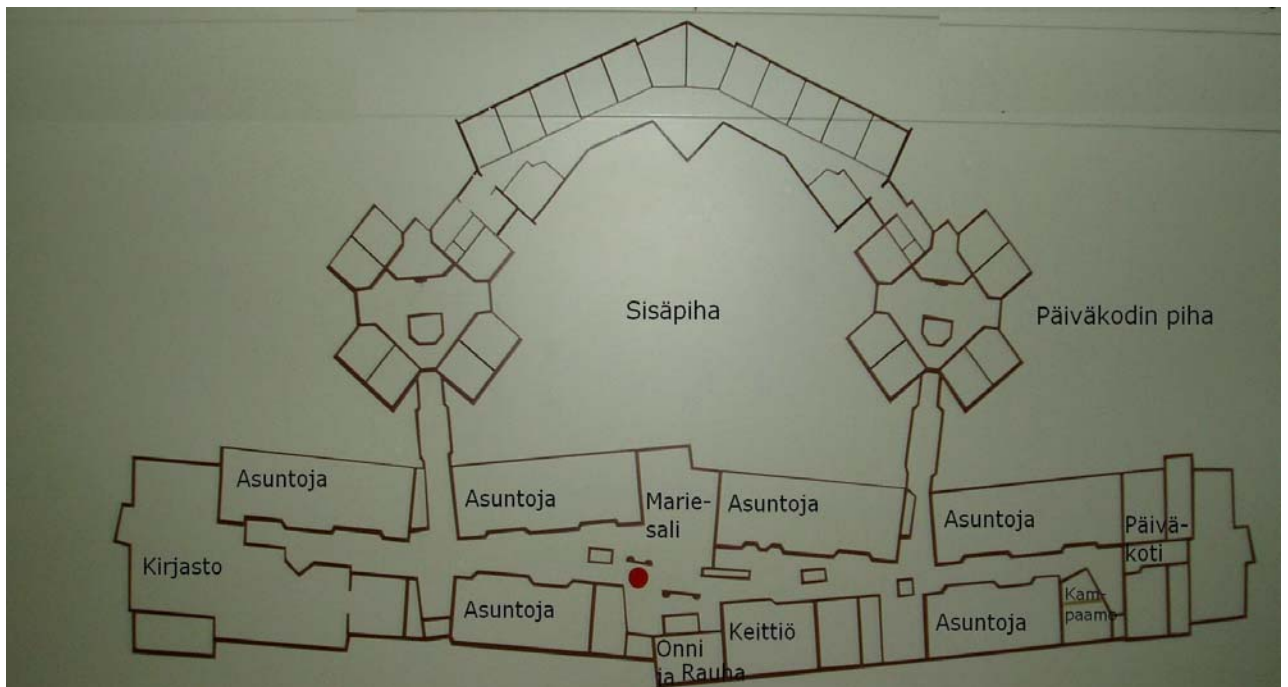 Sisäpiha
Päiväkodin piha
Asuntoja
Asuntoja
Marie-
sali
Asuntoja
Asuntoja
Päivä-
koti
Kirjasto
Asuntoja
Keittiö
Asuntoja
Kam-
paamo
Onni
ja Rauha